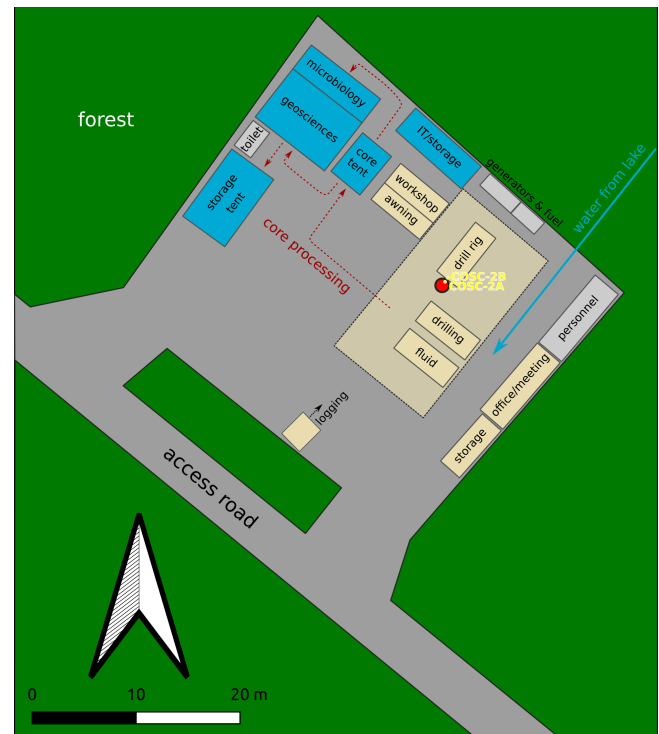 microbiology
geosciences
toilet
forest
core
tent
IT/storage
storage
tent
workshop
awning
generators & fuel
water from lake
core processing
drill rig
COSC-2B
COSC-2A
drilling
fluid
personnel
office/meeting
storage
logging
access road
0 10 20 m